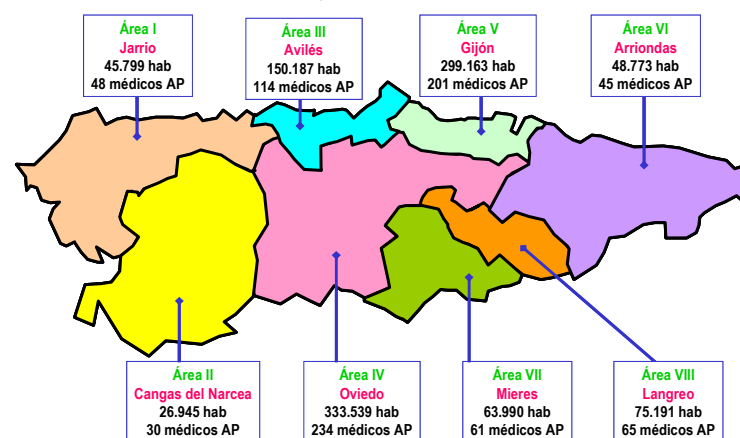 Área I
Jarrio
45.799 hab
48 médicos AP
Área III
Avilés
150.187 hab
114 médicos AP
Área V
Gijón
299.163 hab
201 médicos AP
Área VI
Arriondas
48.773 hab
45 médicos AP
Área II
Cangas del Narcea
26.945 hab
30 médicos AP
Área IV
Oviedo
333.539 hab
234 médicos AP
Área VII
Mieres
63.990 hab
61 médicos AP
Área VIII
Langreo
75.191 hab
65 médicos AP